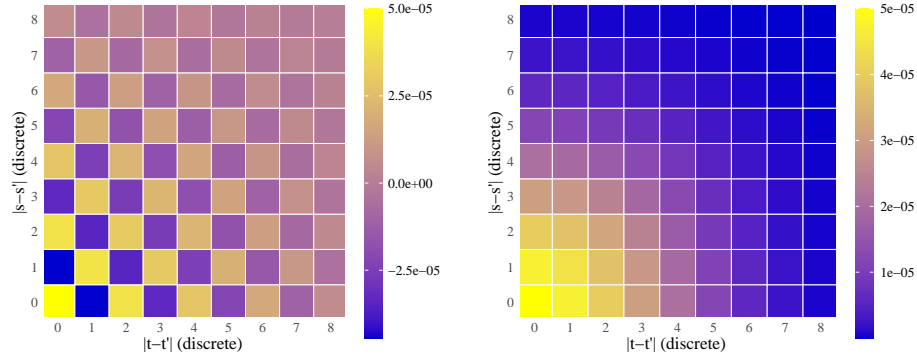 8
7
6
5
4
3
2
1
0
0 1 2 3 4 5 6 7 8
|t−t'| (discrete)
|s−s'| (discrete)
5.0e−05
2.5e−05
0.0e+00
−2.5e−05
8
7
6
5
4
3
2
1
0
0 1 2 3 4 5 6 7 8
|t−t'| (discrete)
|s−s'| (discrete)
5e−05
4e−05
3e−05
2e−05
1e−05